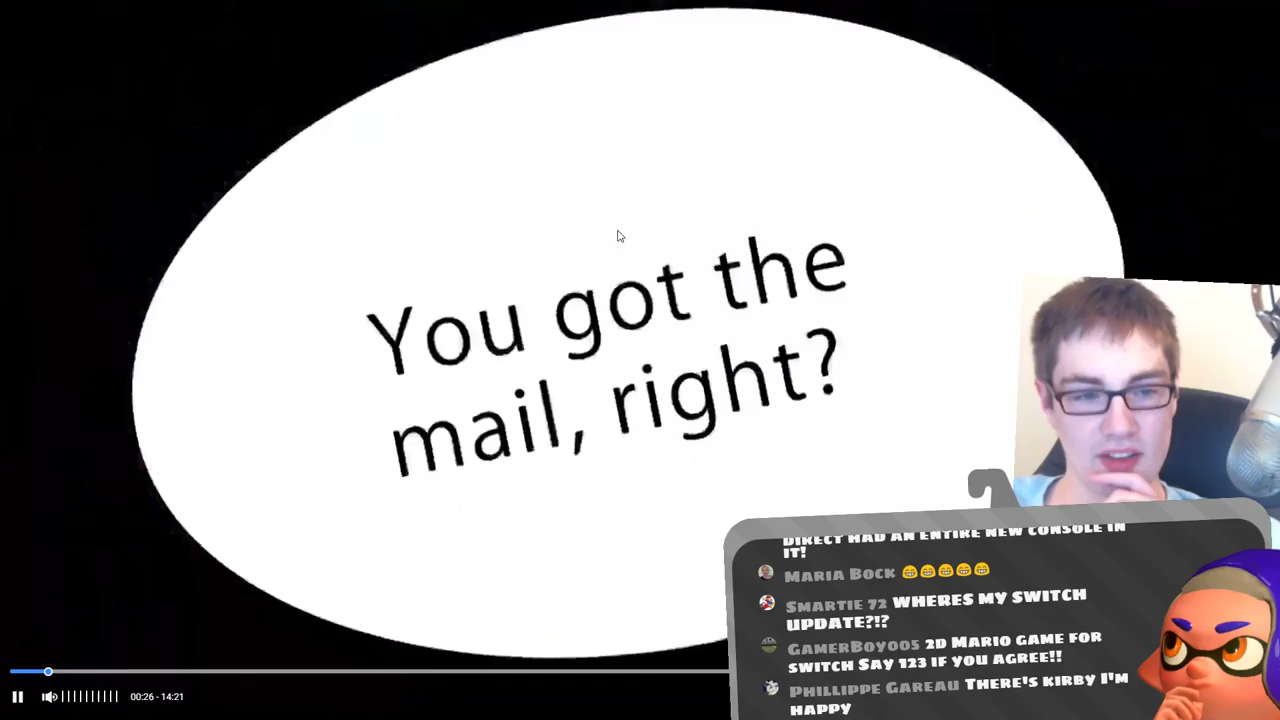 You got the
mail, right?
DIRECT HAD AN ENTIRE NEW CONSOLE IN
IT!
MARIA BOCK 😂😂😂😂😂
SMARTIE 72 WHERES MY SWITCH
UPDATE?!?
GAMERBOY005 2D MARIO GAME FOR
SWITCH SAY 123 IF YOU AGREE!!
PHILLIPPE GAREAU THERE'S KIRBY I'M
HAPPY
00:26 - 14:21